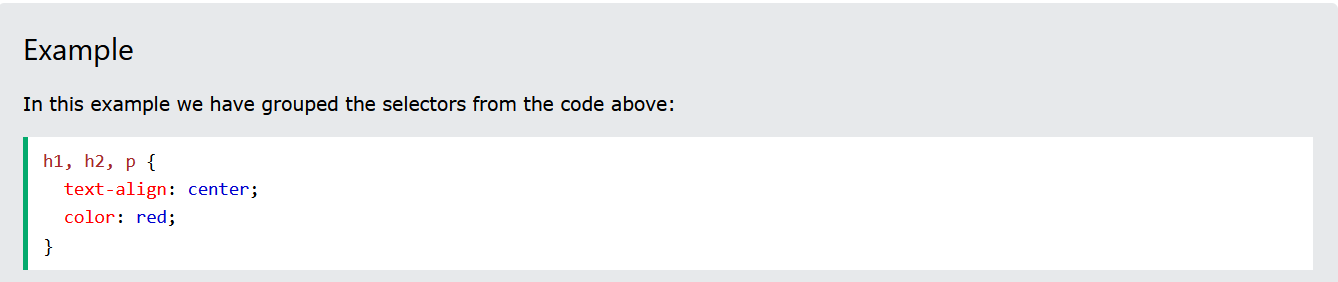 Example
In this example we have grouped the selectors from the code above:
h1, h2, p {
  text-align: center;
  color: red;
}